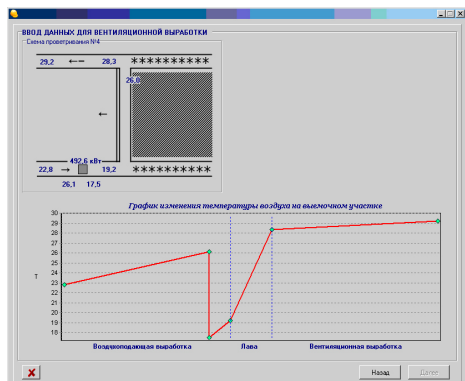 ВВОД ДАННЫХ ДЛЯ ВЕНТИЛЯЦИОННОЙ ВЫРАБОТКИ
Схема проветривания №4
29,2 ←– 28,3 **********
26,0
←
492,6 кВт
22,8 → 19,2 **********
26,1 17,5
График изменения температуры воздуха на выемочном участке
30
29
28
27
26
25
24
23
22
21
20
19
18
Т
Воздухоподающая выработка Лава Вентиляционная выработка
Назад Далее